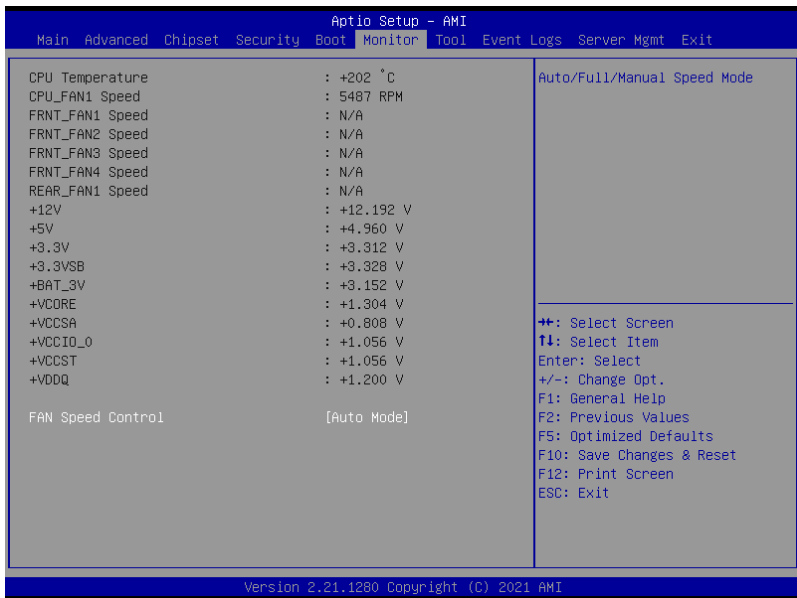 Aptio Setup – AMI
Main Advanced Chipset Security Boot Monitor Tool Event Logs Server Mgmt Exit
CPU Temperature : +202 °C
CPU_FAN1 Speed : 5487 RPM
FRNT_FAN1 Speed : N/A
FRNT_FAN2 Speed : N/A
FRNT_FAN3 Speed : N/A
FRNT_FAN4 Speed : N/A
REAR_FAN1 Speed : N/A
+12V : +12.192 V
+5V : +4.960 V
+3.3V : +3.312 V
+3.3VSB : +3.328 V
+BAT_3V : +3.152 V
+VCORE : +1.304 V
+VCCSA : +0.808 V
+VCCIO_0 : +1.056 V
+VCCST : +1.056 V
+VDDQ : +1.200 V
FAN Speed Control [Auto Mode]
Auto/Full/Manual Speed Mode
→←: Select Screen
↑↓: Select Item
Enter: Select
+/-: Change Opt.
F1: General Help
F2: Previous Values
F5: Optimized Defaults
F10: Save Changes & Reset
F12: Print Screen
ESC: Exit
Version 2.21.1280 Copyright (C) 2021 AMI